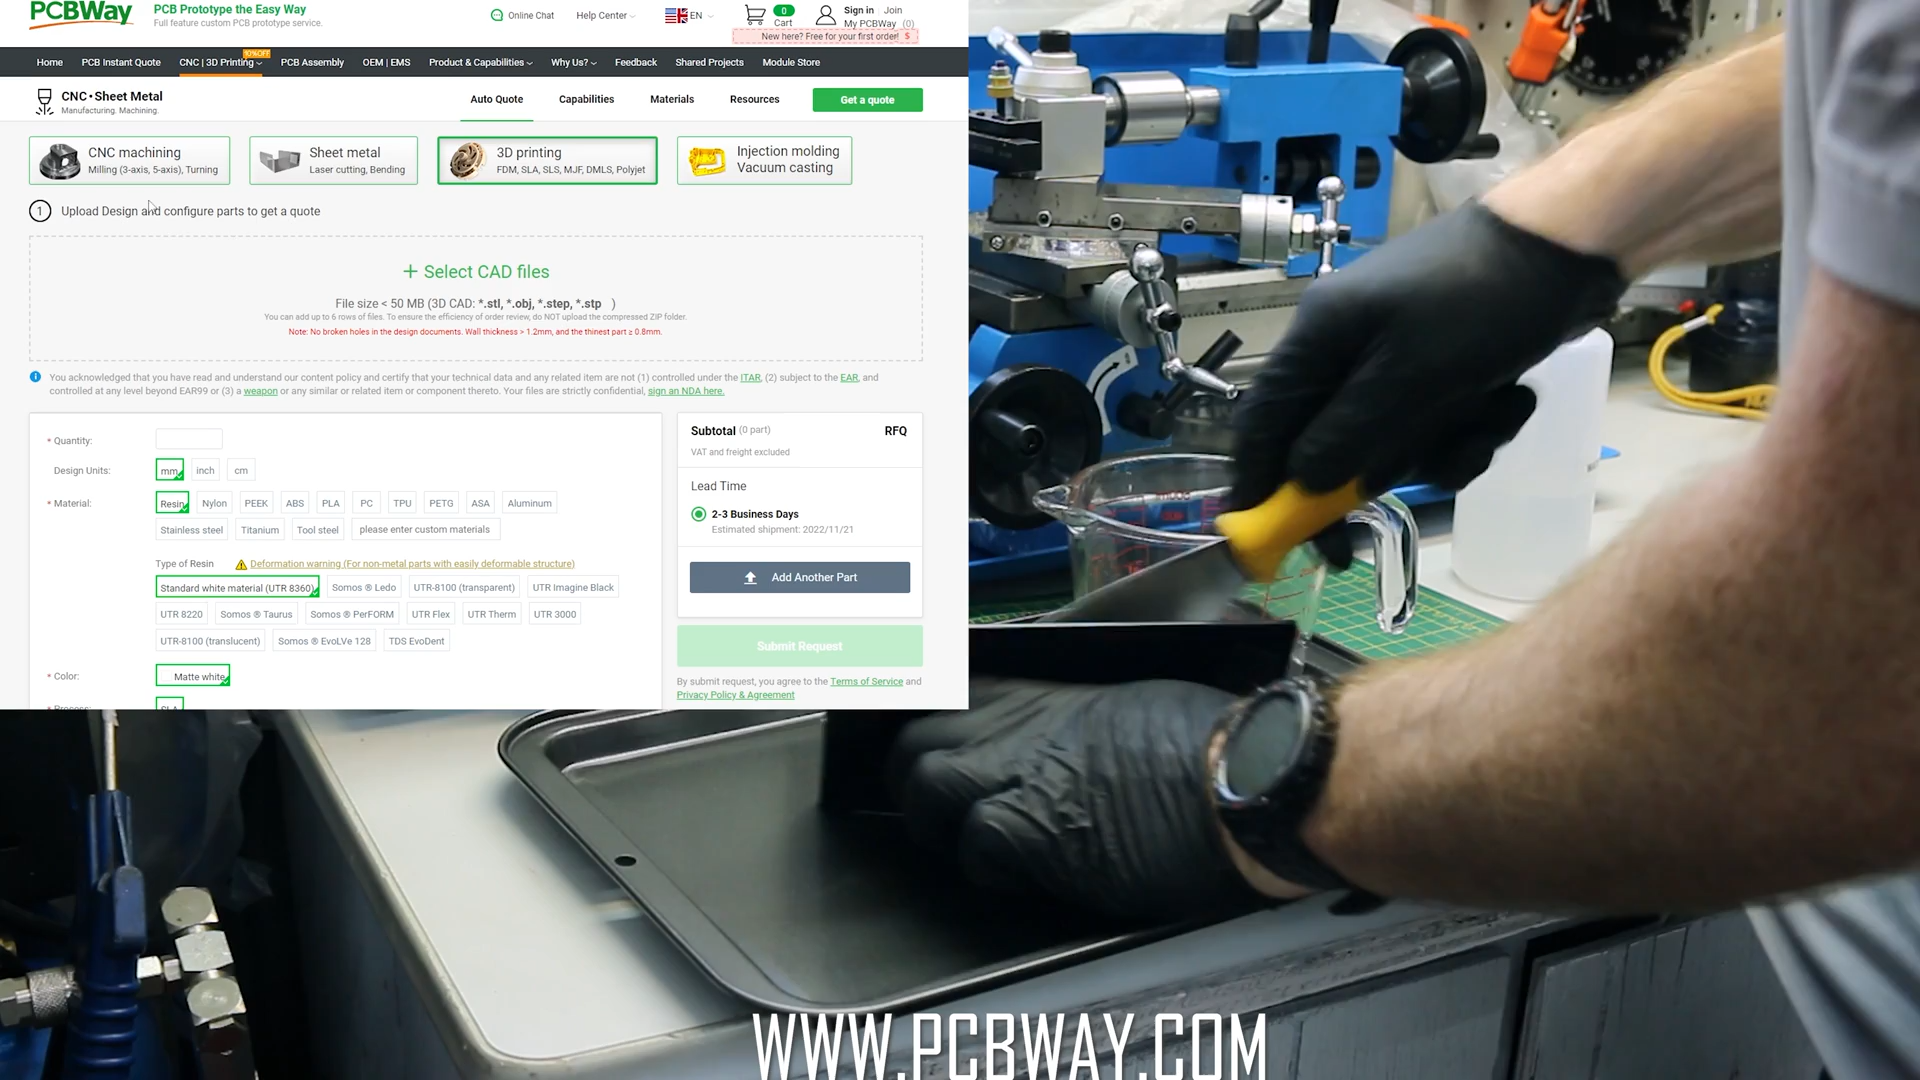 PCBWay
PCB Prototype the Easy Way
Full feature custom PCB prototype service.
Online Chat
Help Center
EN
0
Cart
Sign in
Join
My PCBWay (0)
New here? Free for your first order! $
10%OFF
Home
PCB Instant Quote
CNC | 3D Printing
PCB Assembly
OEM | EMS
Product & Capabilities
Why Us?
Feedback
Shared Projects
Module Store
CNC • Sheet Metal
Manufacturing. Machining.
Auto Quote
Capabilities
Materials
Resources
Get a quote
CNC machining
Milling (3-axis, 5-axis), Turning
Sheet metal
Laser cutting, Bending
3D printing
FDM, SLA, SLS, MJF, DMLS, Polyjet
Injection molding
Vacuum casting
1 Upload Design and configure parts to get a quote
+ Select CAD files
File size < 50 MB (3D CAD: *.stl, *.obj, *.step, *.stp )
You can add up to 6 rows of files. To ensure the efficiency of order review, do NOT upload the compressed ZIP folder.
Note: No broken holes in the design documents. Wall thickness > 1.2mm, and the thinest part ≥ 0.8mm.
You acknowledged that you have read and understand our content policy and certify that your technical data and any related item are not (1) controlled under the ITAR, (2) subject to the EAR, and
controlled at any level beyond EAR99 or (3) a weapon or any similar or related item or component thereto. Your files are strictly confidential, sign an NDA here.
* Quantity:
Design Units: mm inch cm
* Material: Resin Nylon PEEK ABS PLA PC TPU PETG ASA Aluminum
Stainless steel Titanium Tool steel please enter custom materials
Type of Resin Deformation warning (For non-metal parts with easily deformable structure)
Standard white material (UTR 8360) Somos ® Ledo UTR-8100 (transparent) UTR Imagine Black
UTR 8220 Somos ® Taurus Somos ® PerFORM UTR Flex UTR Therm UTR 3000
UTR-8100 (translucent) Somos ® EvoLVe 128 TDS EvoDent
* Color: Matte white
* Process: SLA
Subtotal (0 part) RFQ
VAT and freight excluded
Lead Time
2-3 Business Days
Estimated shipment: 2022/11/21
Add Another Part
Submit Request
By submit request, you agree to the Terms of Service and
Privacy Policy & Agreement
WWW.PCBWAY.COM